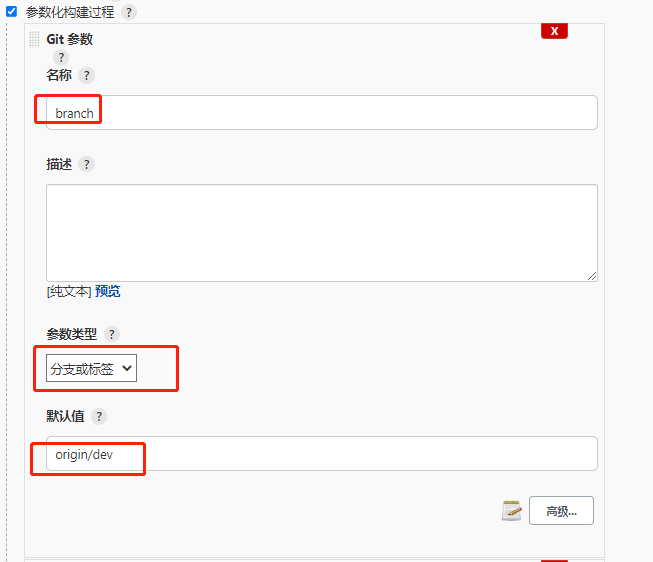 参数化构建过程 ?
X
Git 参数
?
名称 ?
branch
描述 ?
[纯文本] 预览
参数类型 ?
分支或标签
默认值 ?
origin/dev
高级...